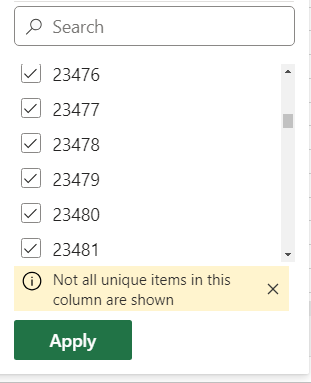 Search
23476
23477
23478
23479
23480
23481
Not all unique items in this
column are shown
Apply